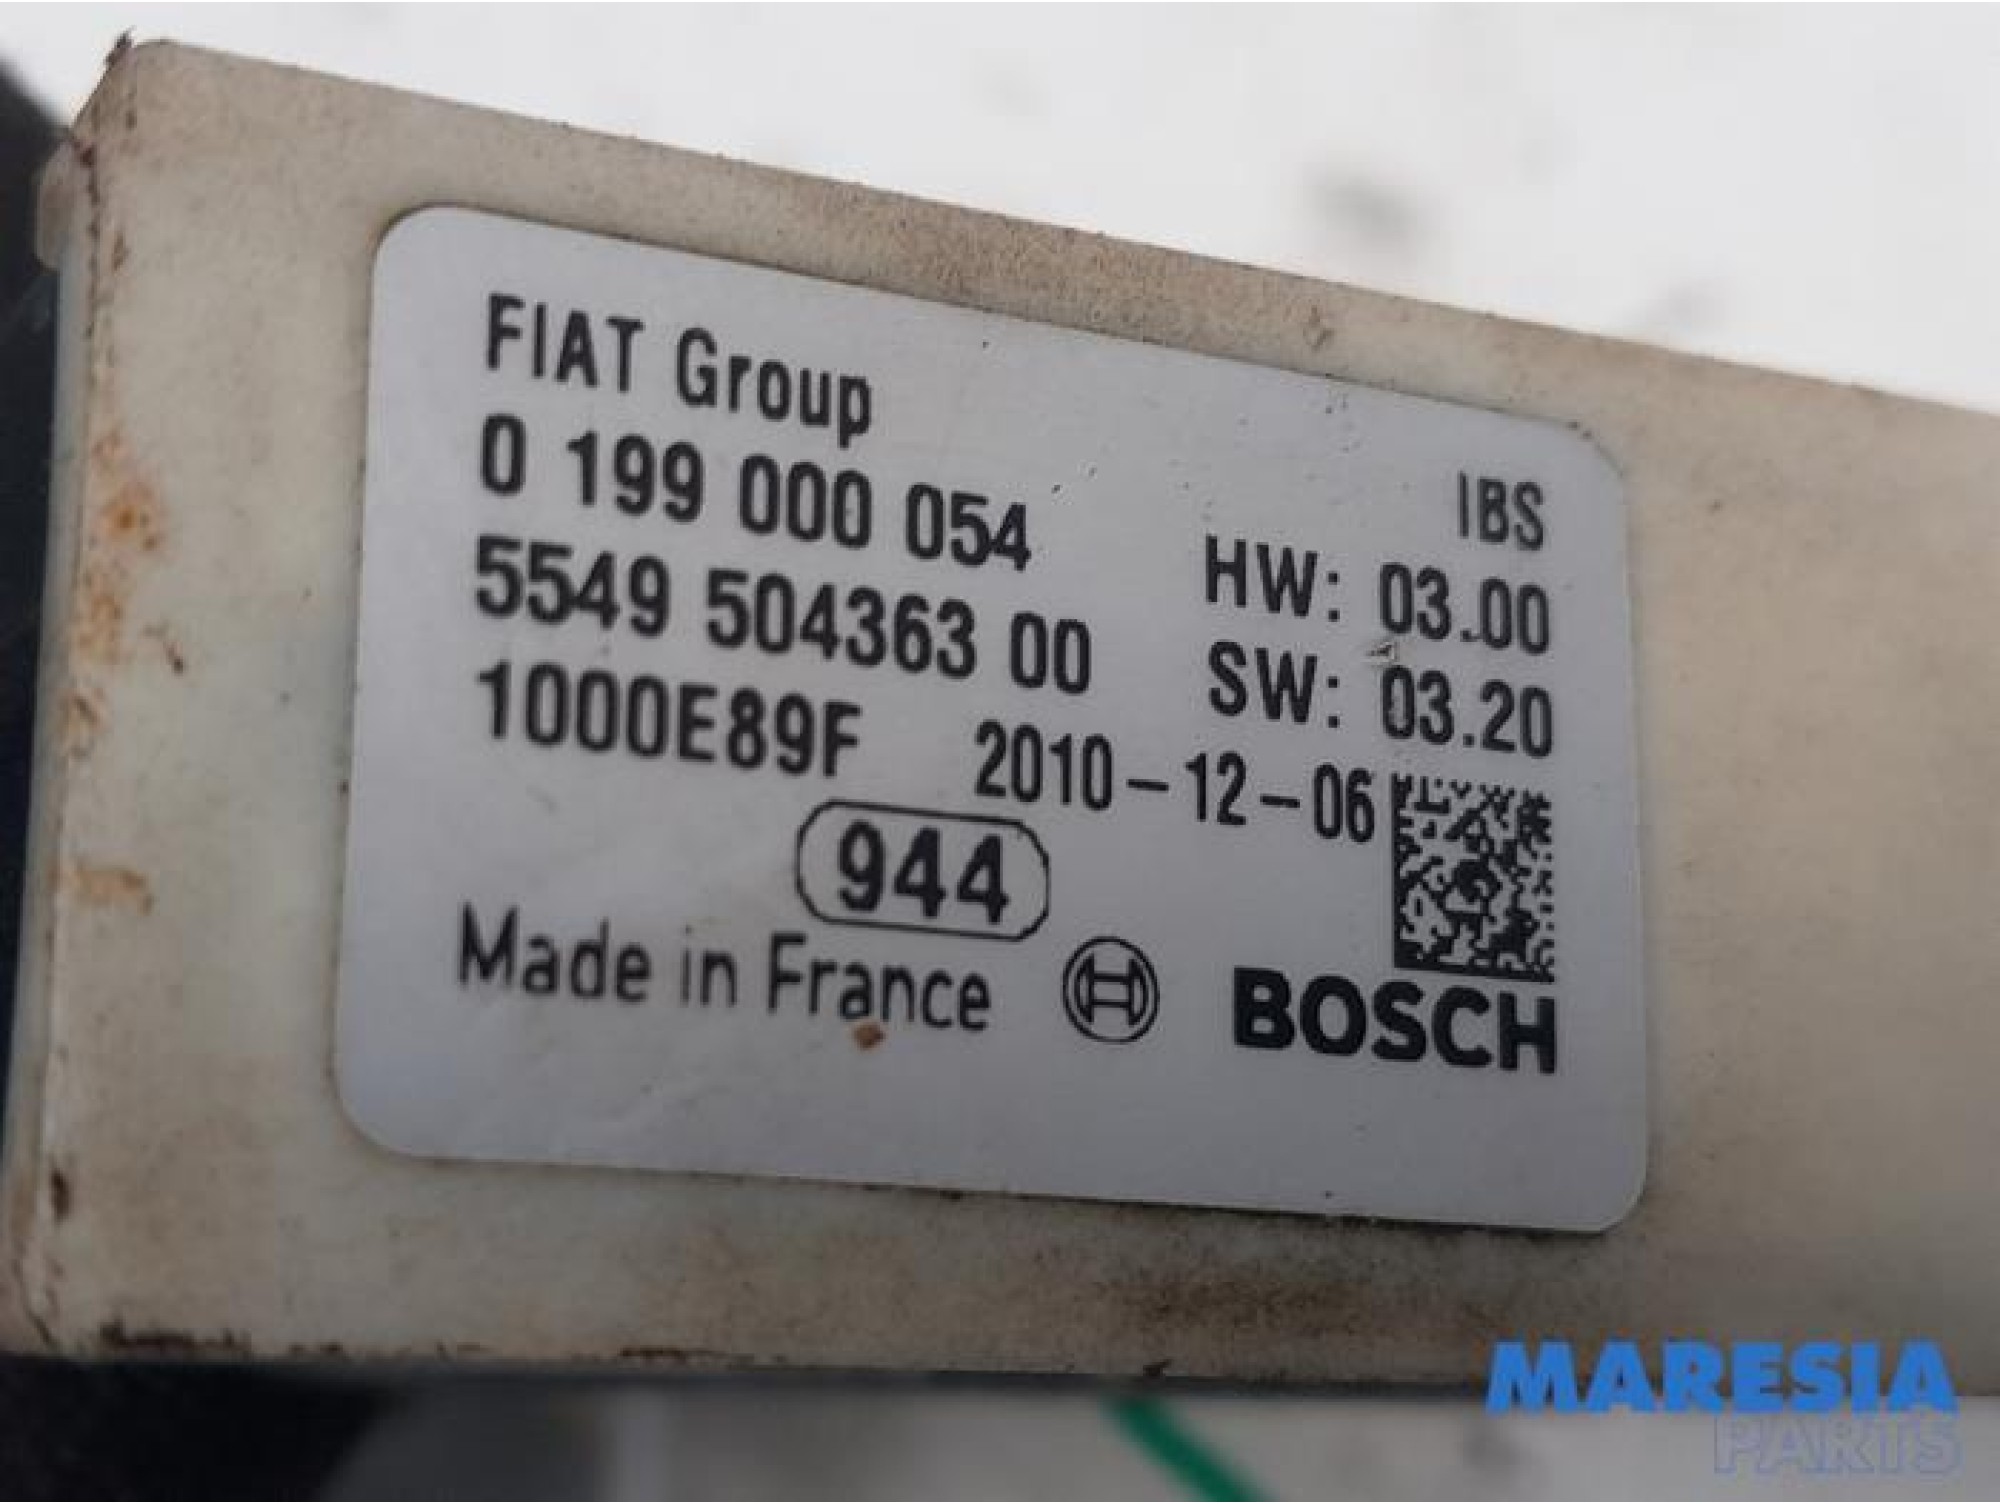 FIAT Group
0 199 000 054 IBS
5549 504363 00 HW: 03.00
1000E89F SW: 03.20
2010-12-06
944
Made in France BOSCH
MARESIA
PARTS